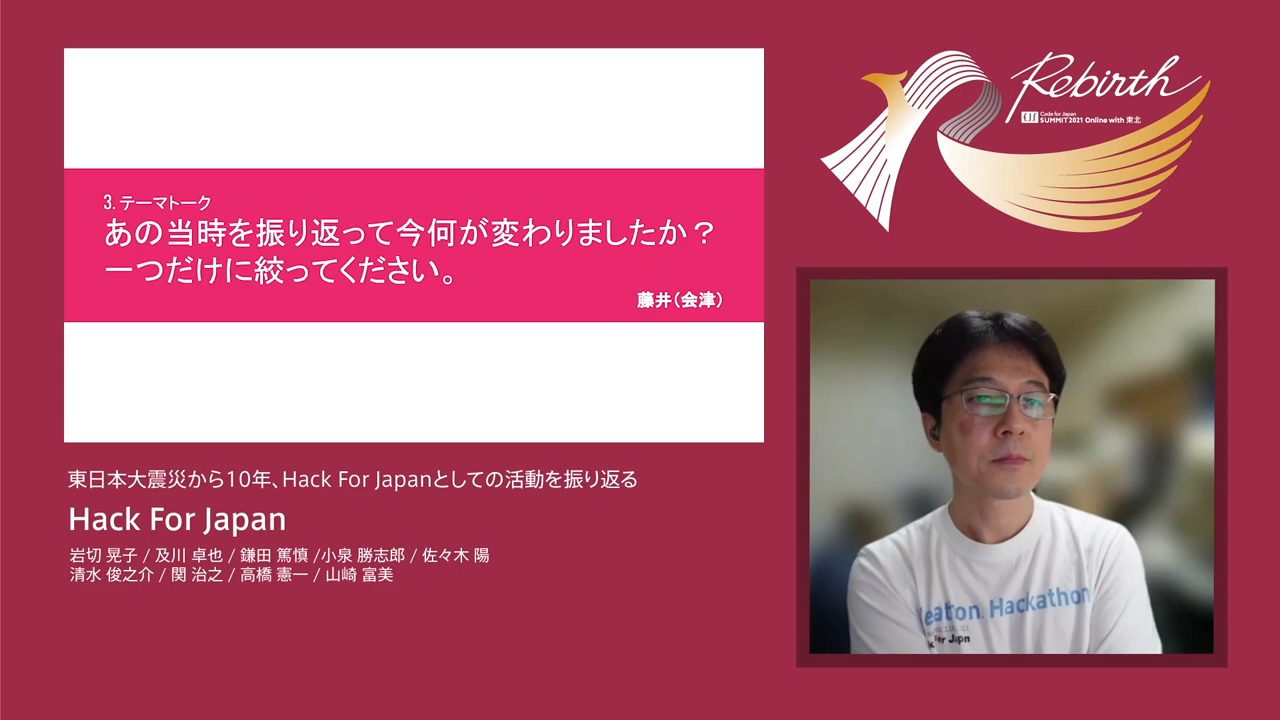 3. テーマトーク
あの当時を振り返って今何が変わりましたか？
一つだけに絞ってください。
藤井（会津）
東日本大震災から10年、Hack For Japanとしての活動を振り返る
Hack For Japan
岩切 晃子 / 及川 卓也 / 鎌田 篤慎 /小泉 勝志郎 / 佐々木 陽
清水 俊之介 / 関 治之 / 高橋 憲一 / 山崎 富美
Rebirth
Code for Japan
SUMMIT2021 Online with 東北
Hackathon